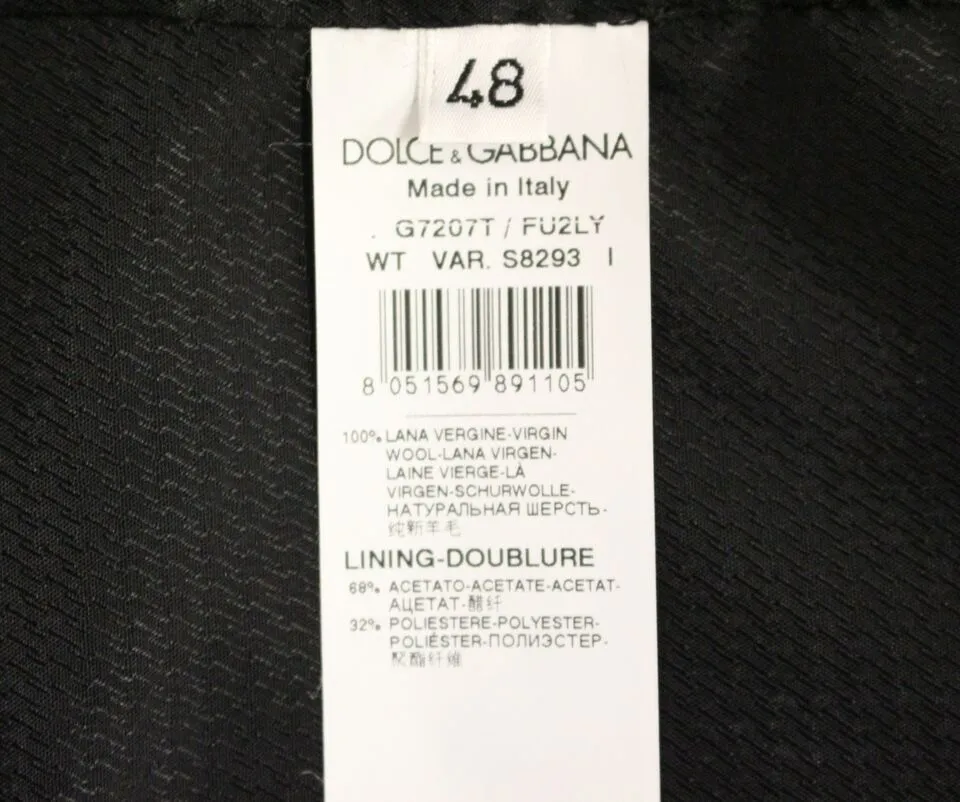 48
DOLCE & GABBANA
Made in Italy
. G7207T / FU2LY
WT VAR. S8293 I
8 051569 891105
100% LANA VERGINE-VIRGIN
WOOL-LANA VIRGEN-
LAINE VIERGE-LÀ
VIRGEN-SCHURWOLLE-
НАТУРАЛЬНАЯ ШЕРСТЬ-
纯新羊毛
LINING-DOUBLURE
68% ACETATO-ACETATE-ACETAT-
АЦЕТАТ-醋纤
32% POLIESTERE-POLYESTER-
POLIÉSTER-ПОЛИЭСТЕР-
聚酯纤维